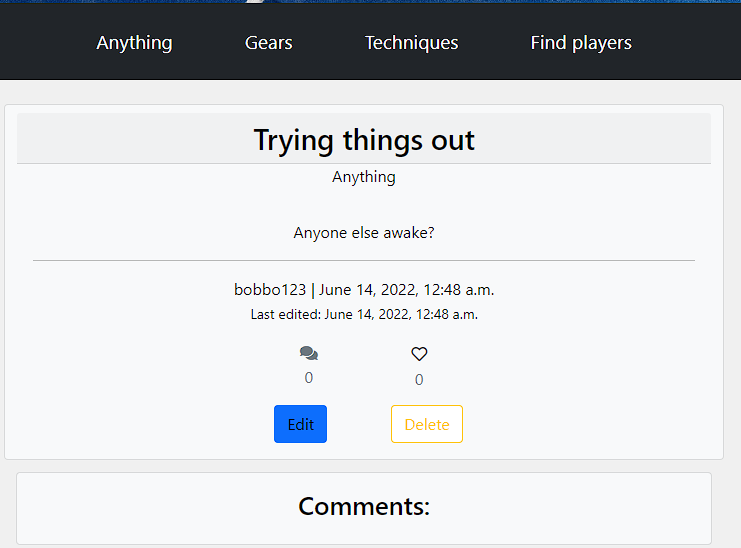 Anything Gears Techniques Find players
Trying things out
Anything
Anyone else awake?
bobbo123 | June 14, 2022, 12:48 a.m.
Last edited: June 14, 2022, 12:48 a.m.
0 0
Edit Delete
Comments: